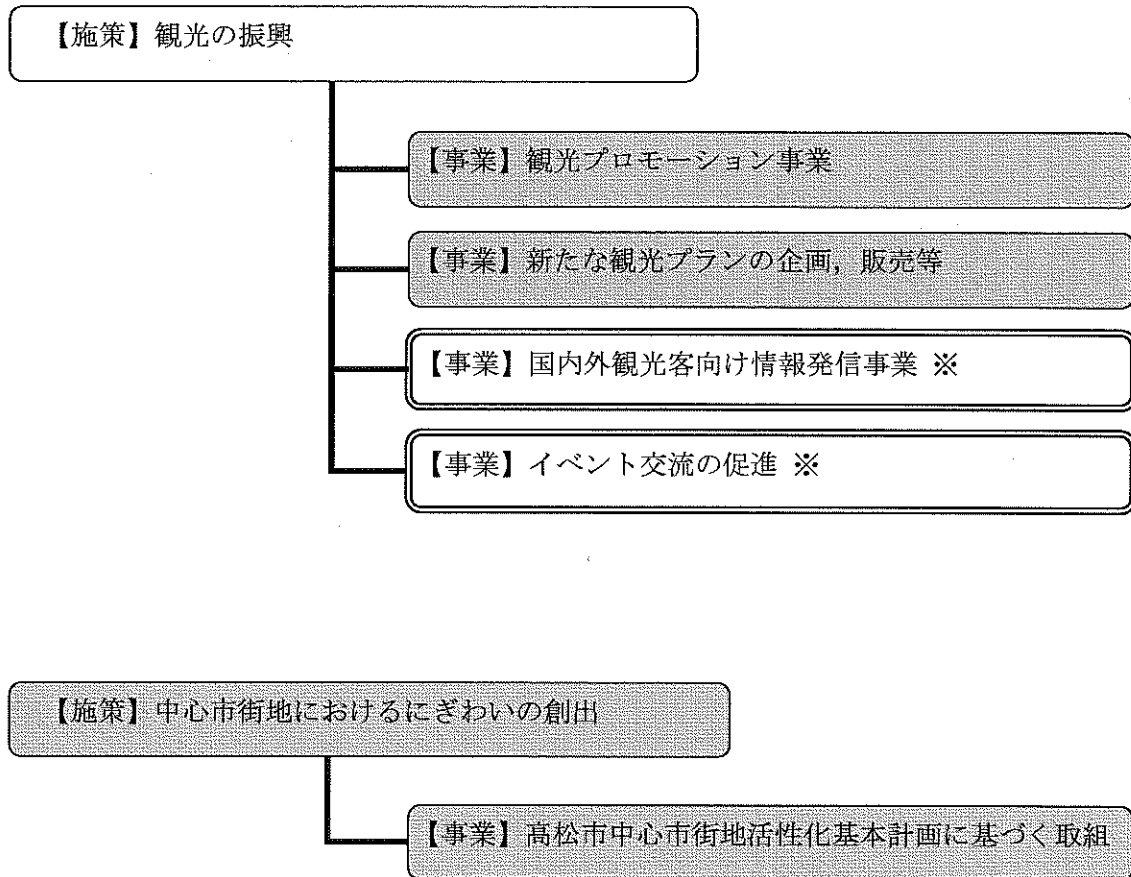 【施策】観光の振興
【事業】観光プロモーション事業
【事業】新たな観光プランの企画，販売等
【事業】国内外観光客向け情報発信事業 ※
【事業】イベント交流の促進 ※
【施策】中心市街地におけるにぎわいの創出
【事業】高松市中心市街地活性化基本計画に基づく取組